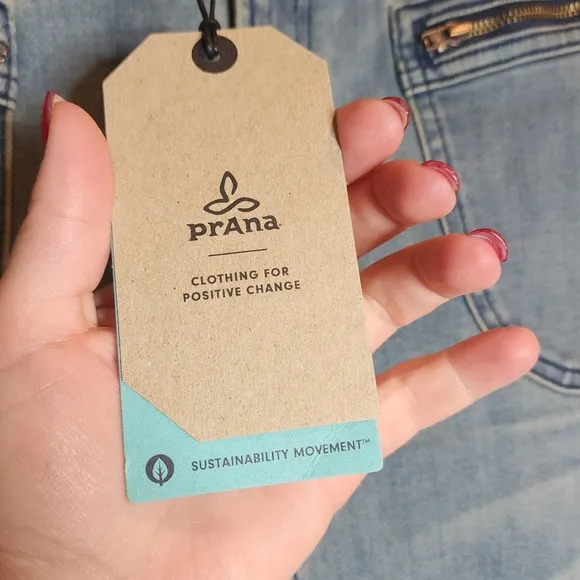 prAna
CLOTHING FOR
POSITIVE CHANGE
SUSTAINABILITY MOVEMENT™